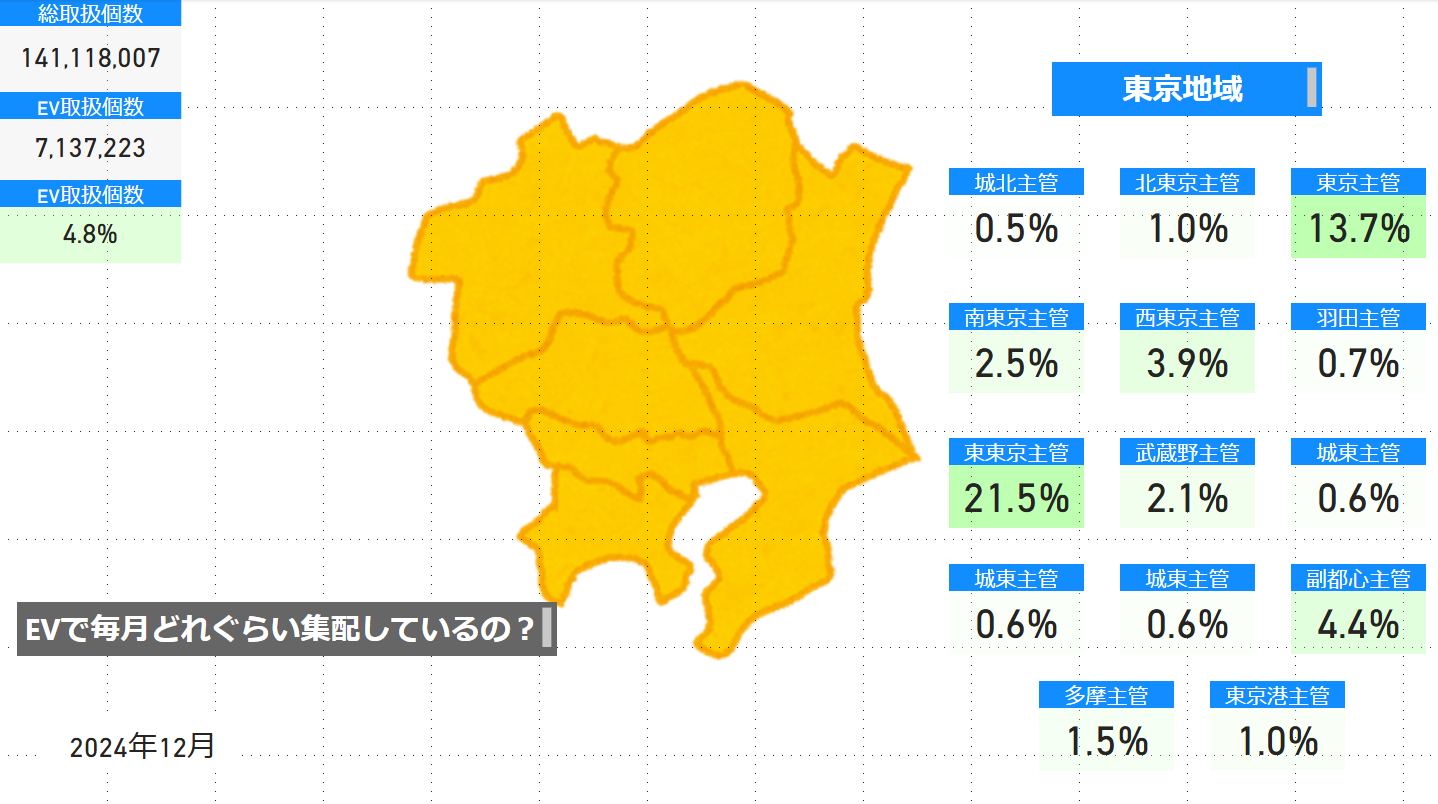 総取扱個数
141,118,007
EV取扱個数
7,137,223
EV取扱個数
4.8%
東京地域
城北主管
北東京主管
東京主管
0.5%
1.0%
13.7%
南東京主管
西東京主管
羽田主管
2.5%
3.9%
0.7%
東東京主管
武蔵野主管
城東主管
21.5%
2.1%
0.6%
城東主管
城東主管
副都心主管
0.6%
0.6%
4.4%
多摩主管
東京港主管
1.5%
1.0%
EVで毎月どれぐらい集配しているの？
2024年12月